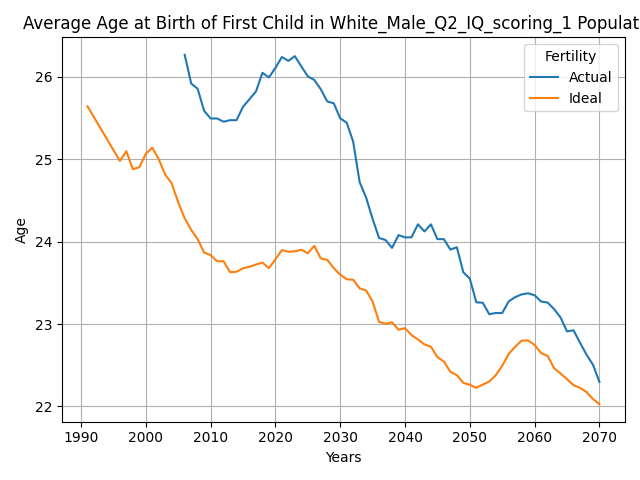 Average Age at Birth of First Child in White_Male_Q2_IQ_scoring_1 Populat
Fertility
Actual
Ideal
Age
26
25
24
23
22
1990 2000 2010 2020 2030 2040 2050 2060 2070
Years